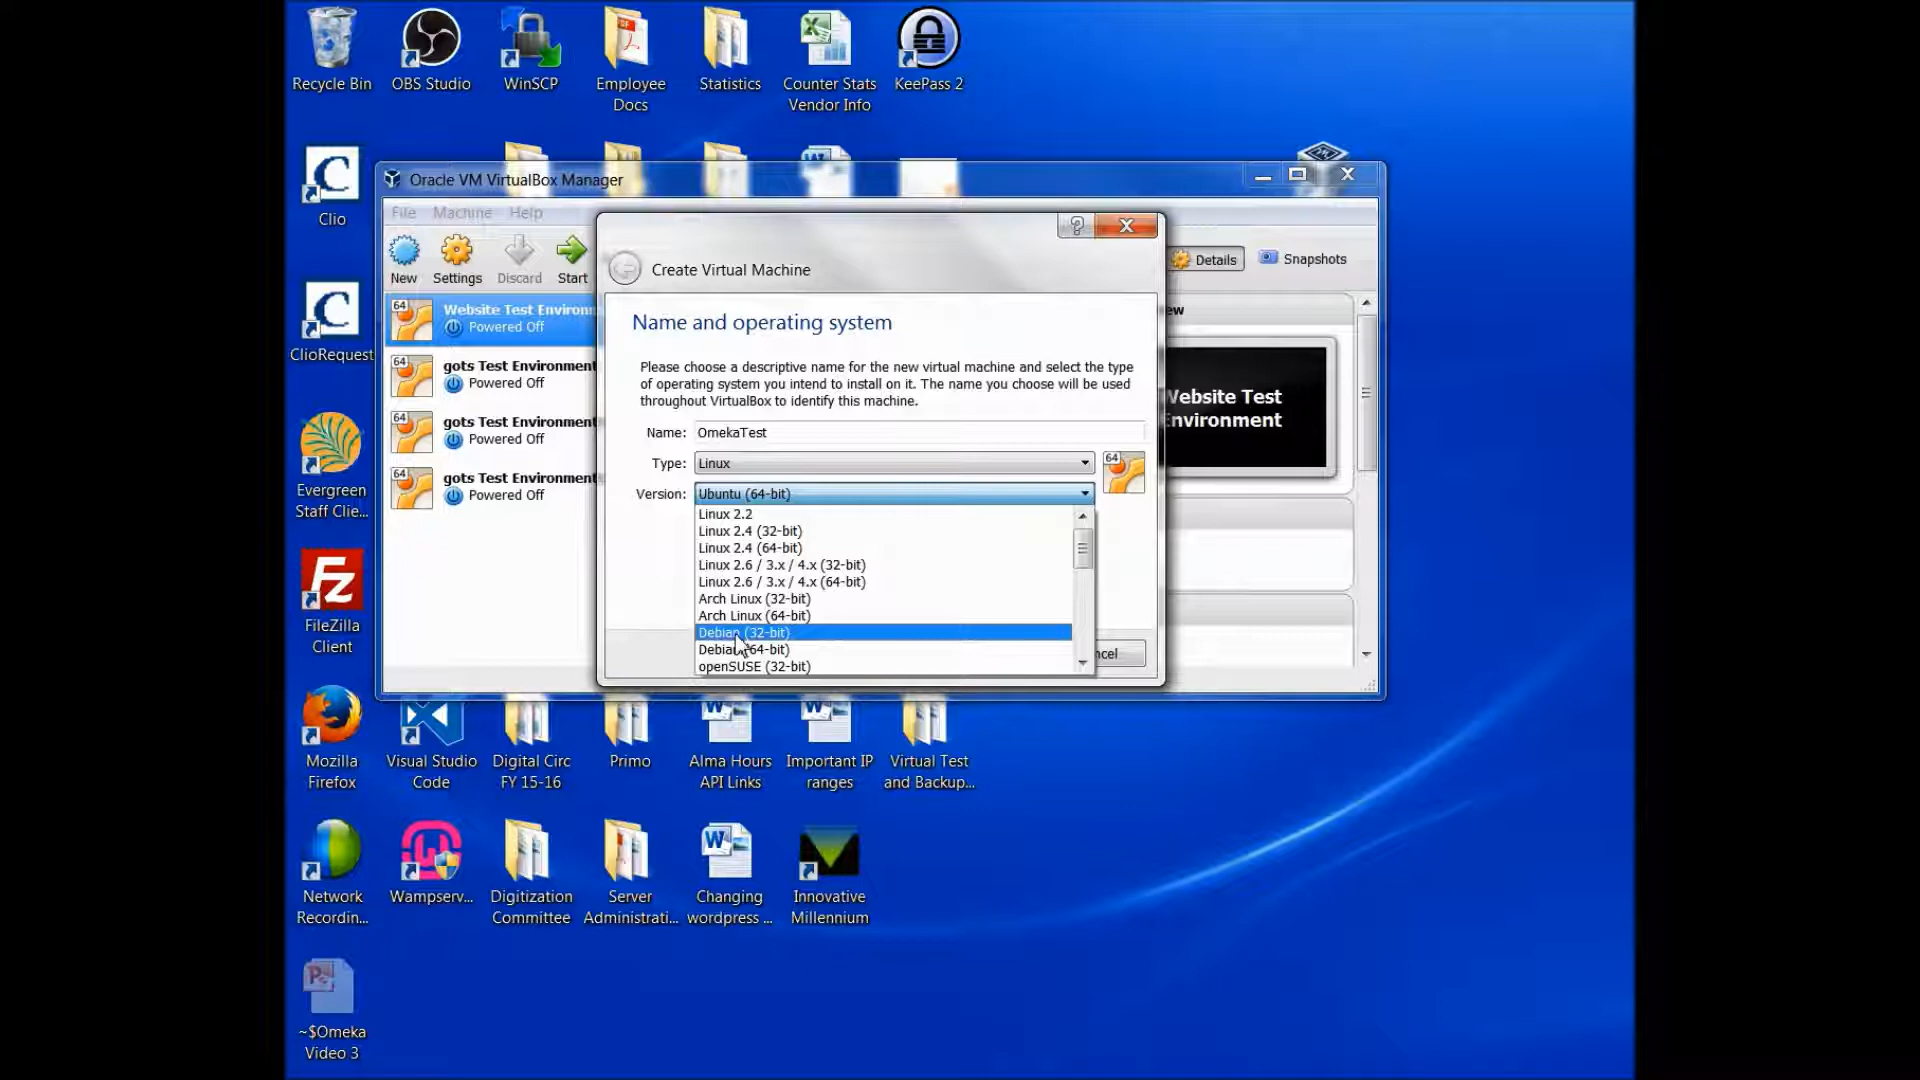 Recycle Bin
OBS Studio
WinSCP
Employee
Docs
Statistics
Counter Stats
Vendor Info
KeePass 2
Clio
ClioRequest
Evergreen
Staff Clie...
FileZilla
Client
Oracle VM VirtualBox Manager
File
Machine
Help
New
Settings
Discard
Start
Details
Snapshots
64
Website Test Environ
Powered Off
64
gots Test Environment
Powered Off
64
gots Test Environment
Powered Off
64
gots Test Environment
Powered Off
Website Test
Environment
Create Virtual Machine
Name and operating system
Please choose a descriptive name for the new virtual machine and select the type
of operating system you intend to install on it. The name you choose will be used
throughout VirtualBox to identify this machine.
Name: OmekaTest
Type: Linux
64
Version: Ubuntu (64-bit)
Linux 2.2
Linux 2.4 (32-bit)
Linux 2.4 (64-bit)
Linux 2.6 / 3.x / 4.x (32-bit)
Linux 2.6 / 3.x / 4.x (64-bit)
Arch Linux (32-bit)
Arch Linux (64-bit)
Debian (32-bit)
Debian (64-bit)
openSUSE (32-bit)
ncel
Mozilla
Firefox
Visual Studio
Code
Digital Circ
FY 15-16
Primo
Alma Hours
API Links
Important IP
ranges
Virtual Test
and Backup...
Network
Recordin...
Wampserv...
Digitization
Committee
Server
Administrati...
Changing
wordpress ...
Innovative
Millennium
~$Omeka
Video 3